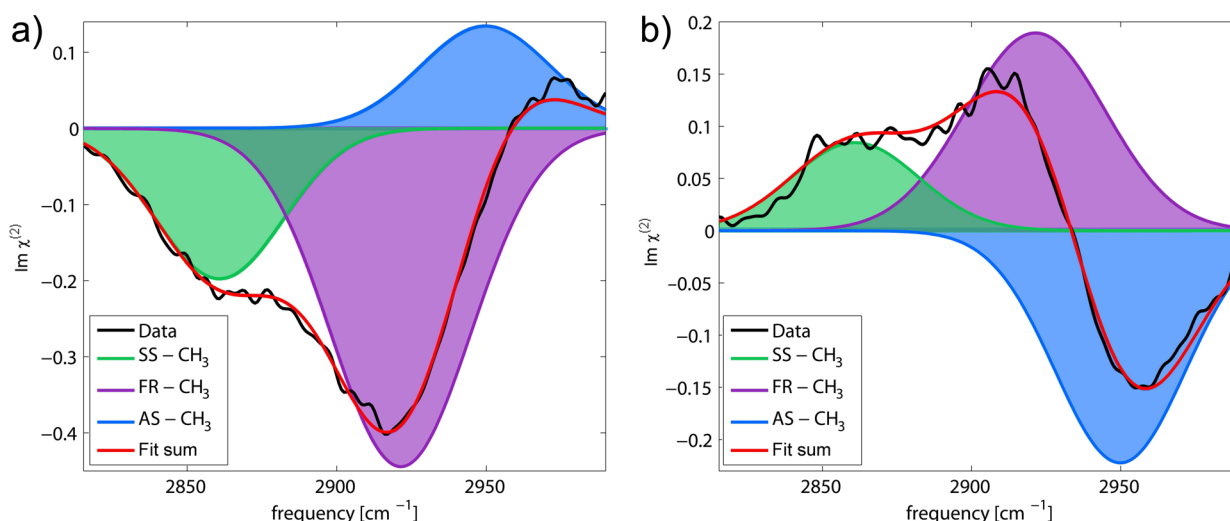 a)
0.1
0
−0.1
−0.2
−0.3
−0.4
Im χ(2)
Data
SS − CH3
FR − CH3
AS − CH3
Fit sum
2850
2900
2950
frequency [cm −1]
b)
0.2
0.15
0.1
0.05
0
−0.05
−0.1
−0.15
−0.2
Im χ(2)
Data
SS − CH3
FR − CH3
AS − CH3
Fit sum
2850
2900
2950
frequency [cm −1]